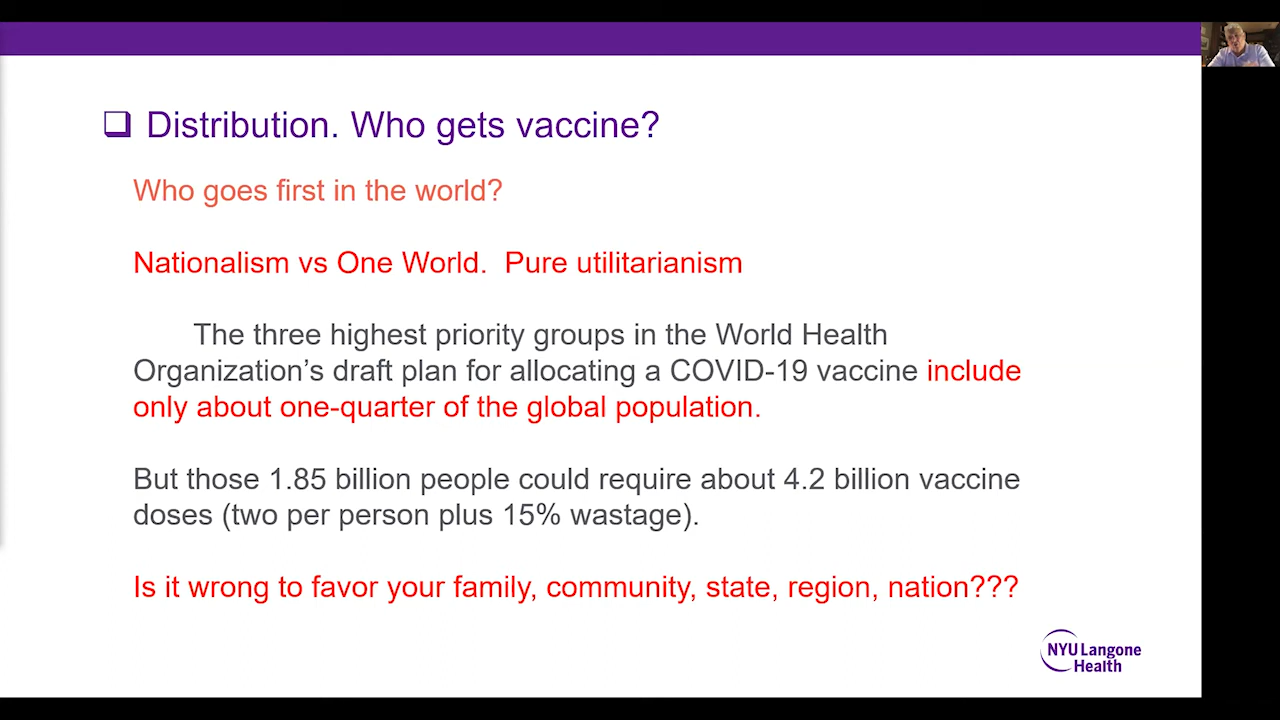 Distribution. Who gets vaccine?
Who goes first in the world?
Nationalism vs One World.  Pure utilitarianism
The three highest priority groups in the World Health
Organization’s draft plan for allocating a COVID-19 vaccine include
only about one-quarter of the global population.
But those 1.85 billion people could require about 4.2 billion vaccine
doses (two per person plus 15% wastage).
Is it wrong to favor your family, community, state, region, nation???
NYU Langone
Health